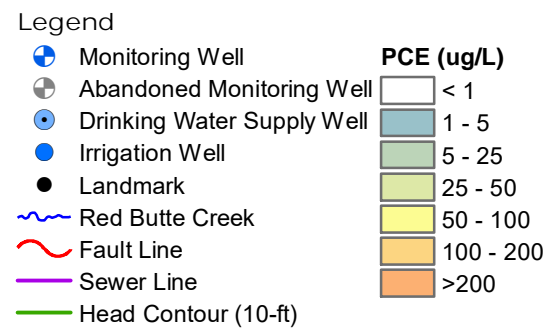 Legend
Monitoring Well
Abandoned Monitoring Well
Drinking Water Supply Well
Irrigation Well
Landmark
Red Butte Creek
Fault Line
Sewer Line
Head Contour (10-ft)
PCE (ug/L)
< 1
1 - 5
5 - 25
25 - 50
50 - 100
100 - 200
>200